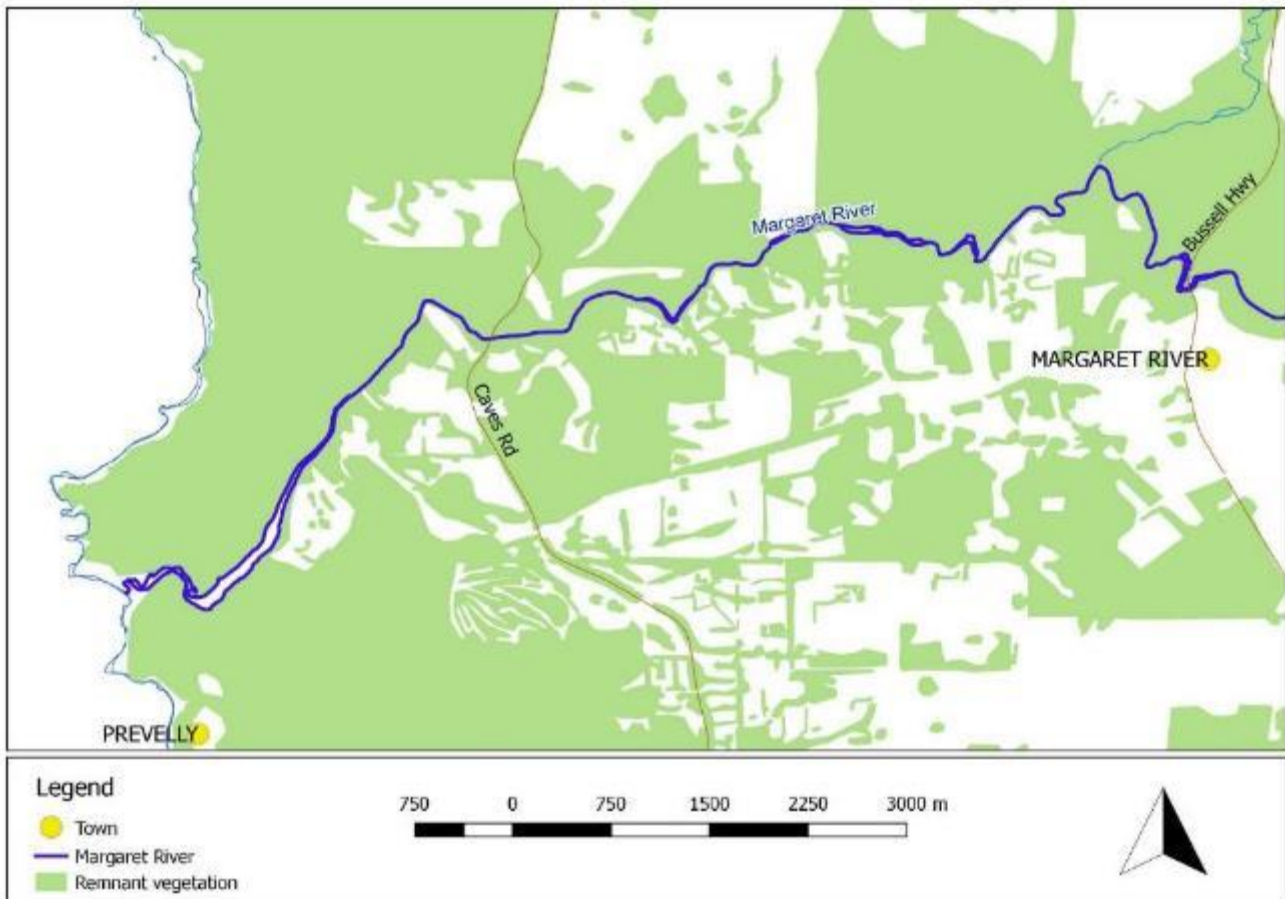 Margaret River
Bussell Hwy
MARGARET RIVER
Caves Rd
PREVELLY
Legend
Town
Margaret River
Remnant vegetation
750 0 750 1500 2250 3000 m